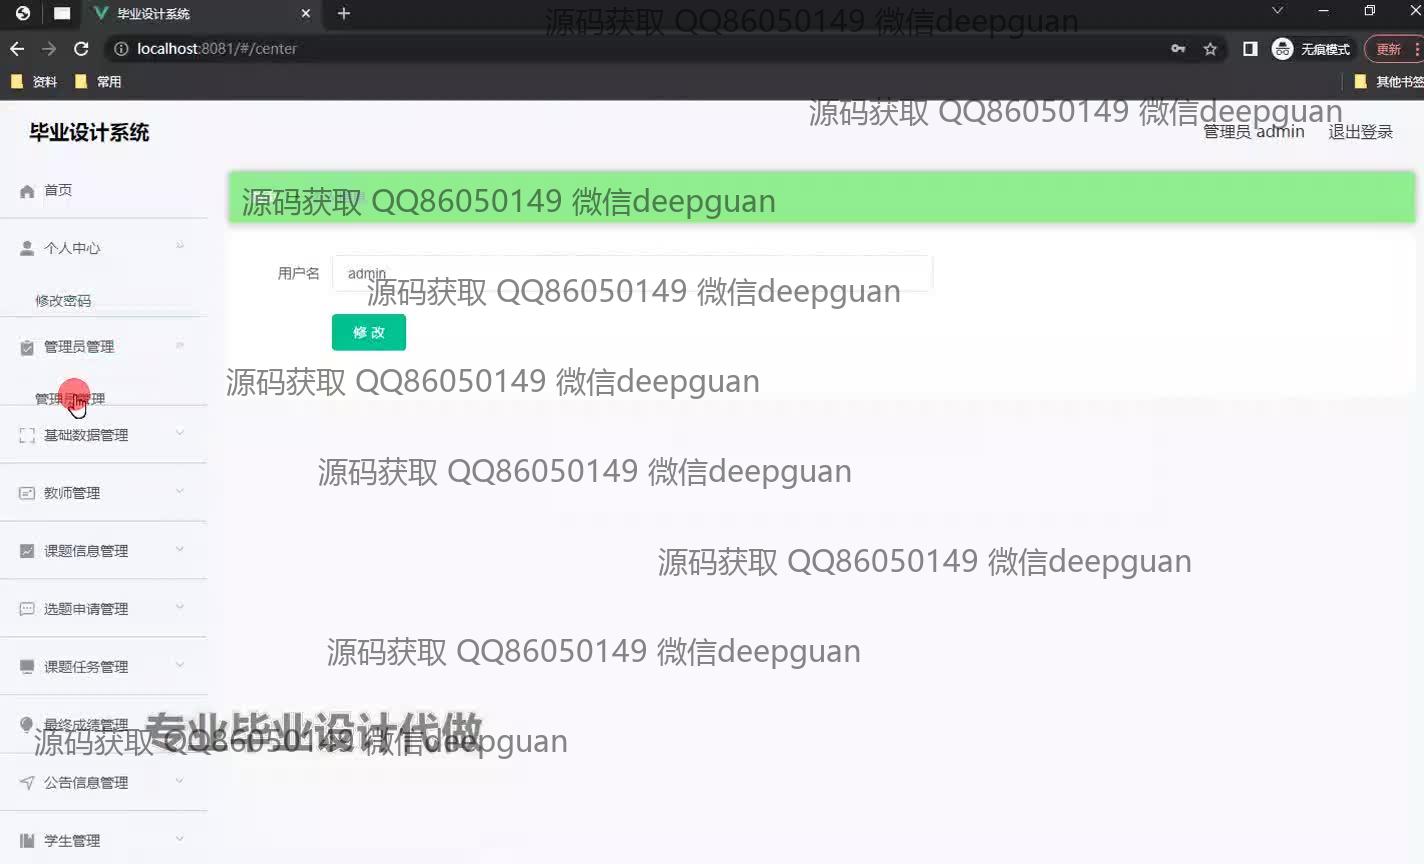 毕业设计系统
源码获取 QQ86050149 微信deepguan
localhost:8081/#/center
无痕模式
更新
资料
常用
其他书签
毕业设计系统
源码获取 QQ86050149 微信deepguan
管理员 admin
退出登录
首页
源码获取 QQ86050149 微信deepguan
个人中心
用户名
admin
源码获取 QQ86050149 微信deepguan
修改密码
修改
管理员管理
源码获取 QQ86050149 微信deepguan
管理员管理
基础数据管理
源码获取 QQ86050149 微信deepguan
教师管理
课题信息管理
源码获取 QQ86050149 微信deepguan
选题申请管理
源码获取 QQ86050149 微信deepguan
课题任务管理
最终成绩管理
专业毕业设计代做
源码获取 QQ86050149 微信deepguan
公告信息管理
学生管理